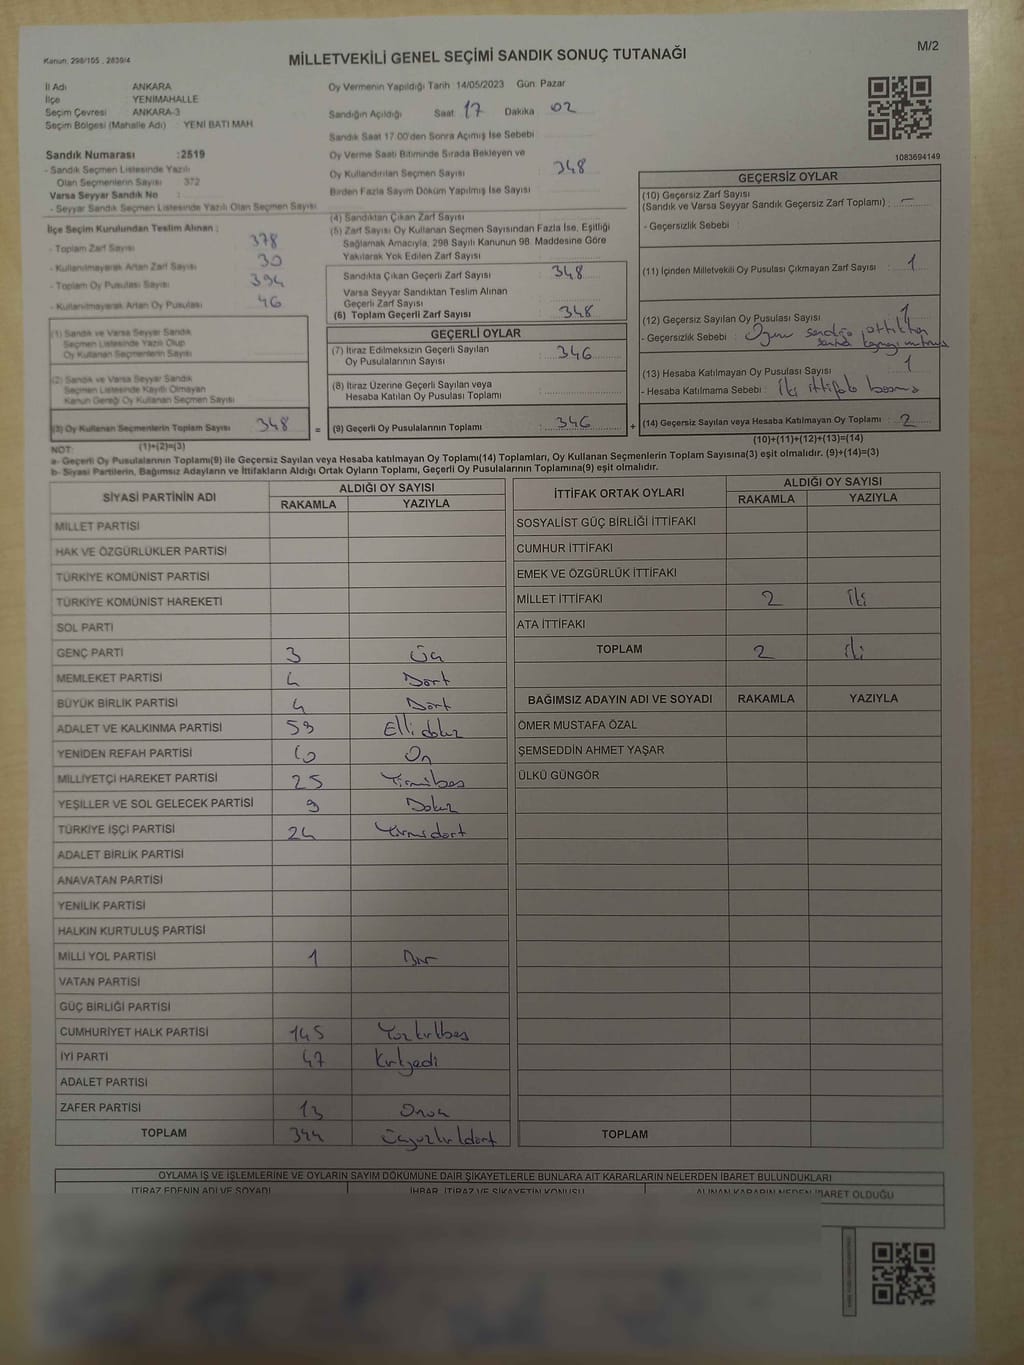 Kanun, 298/105 , 2839/4
MİLLETVEKİLİ GENEL SEÇİMİ SANDIK SONUÇ TUTANAĞI
M/2
İl Adı ANKARA
İlçe YENİMAHALLE
Seçim Çevresi ANKARA-3
Seçim Bölgesi (Mahalle Adı) : YENİ BATI MAH
Sandık Numarası :2519
- Sandık Seçmen Listesinde Yazılı
Olan Seçmenlerin Sayısı : 372
Varsa Seyyar Sandık No :
- Seyyar Sandık Seçmen Listesinde Yazılı Olan Seçmen Sayısı:
Oy Vermenin Yapıldığı Tarih 14/05/2023 Gün: Pazar
Sandığın Açıldığı Saat 17 Dakika 02
Sandık Saat 17.00'den Sonra Açılmış İse Sebebi
Oy Verme Saati Bitiminde Sırada Bekleyen ve
Oy Kullandırılan Seçmen Sayısı : 348
Birden Fazla Sayım Döküm Yapılmış İse Sayısı :
1083694149
İlçe Seçim Kurulundan Teslim Alınan :
- Toplam Zarf Sayısı : 378
- Kullanılmayarak Artan Zarf Sayısı : 30
- Toplam Oy Pusulası Sayısı : 394
- Kullanılmayarak Artan Oy Pusulası : 46
(1) Sandık ve Varsa Seyyar Sandık
Seçmen Listesinde Yazılı Olup
Oy Kullanan Seçmenlerin Sayısı :
(2) Sandık ve Varsa Seyyar Sandık
Seçmen Listesinde Kayıtlı Olmayan
Kanun Gereği Oy Kullanan Seçmen Sayısı :
(3) Oy Kullanan Seçmenlerin Toplam Sayısı : 348
(4) Sandıktan Çıkan Zarf Sayısı
(5) Zarf Sayısı Oy Kullanan Seçmen Sayısından Fazla İse, Eşitliği
Sağlamak Amacıyla, 298 Sayılı Kanunun 98. Maddesine Göre
Yakılarak Yok Edilen Zarf Sayısı :
Sandıkta Çıkan Geçerli Zarf Sayısı : 348
Varsa Seyyar Sandıktan Teslim Alınan
Geçerli Zarf Sayısı :
(6) Toplam Geçerli Zarf Sayısı : 348
GEÇERLİ OYLAR
(7) İtiraz Edilmeksizin Geçerli Sayılan
Oy Pusulalarının Sayısı : 346
(8) İtiraz Üzerine Geçerli Sayılan veya
Hesaba Katılan Oy Pusulası Toplamı :
= (9) Geçerli Oy Pusulalarının Toplamı : 346
GEÇERSİZ OYLAR
(10) Geçersiz Zarf Sayısı
(Sandık ve Varsa Seyyar Sandık Geçersiz Zarf Toplamı) : -
- Geçersizlik Sebebi :
(11) İçinden Milletvekili Oy Pusulası Çıkmayan Zarf Sayısı : 1
(12) Geçersiz Sayılan Oy Pusulası Sayısı : 1
- Geçersizlik Sebebi : sandığa attıktan
(13) Hesaba Katılmayan Oy Pusulası Sayısı : 1
- Hesaba Katılmama Sebebi : iki ittifaka basma
+ (14) Geçersiz Sayılan veya Hesaba Katılmayan Oy Toplamı : 2
NOT: (1)+(2)=(3)
(10)+(11)+(12)+(13)=(14)
a- Geçerli Oy Pusulalarının Toplamı(9) ile Geçersiz Sayılan veya Hesaba katılmayan Oy Toplamı(14) Toplamları, Oy Kullanan Seçmenlerin Toplam Sayısına(3) eşit olmalıdır. (9)+(14)=(3)
b- Siyasi Partilerin, Bağımsız Adayların ve İttifakların Aldığı Ortak Oyların Toplamı, Geçerli Oy Pusulalarının Toplamına(9) eşit olmalıdır.
SİYASİ PARTİNİN ADI ALDIĞI OY SAYISI
RAKAMLA YAZIYLA
MİLLET PARTİSİ
HAK VE ÖZGÜRLÜKLER PARTİSİ
TÜRKİYE KOMÜNİST PARTİSİ
TÜRKİYE KOMÜNİST HAREKETİ
SOL PARTİ
GENÇ PARTİ 3 Üç
MEMLEKET PARTİSİ 4 Dört
BÜYÜK BİRLİK PARTİSİ 4 Dört
ADALET VE KALKINMA PARTİSİ 59 Elli dokuz
YENİDEN REFAH PARTİSİ 10 On
MİLLİYETÇİ HAREKET PARTİSİ 25 Yirmibeş
YEŞİLLER VE SOL GELECEK PARTİSİ 9 Dokuz
TÜRKİYE İŞÇİ PARTİSİ 24 Yirmidört
ADALET BİRLİK PARTİSİ
ANAVATAN PARTİSİ
YENİLİK PARTİSİ
HALKIN KURTULUŞ PARTİSİ
MİLLİ YOL PARTİSİ 1 Bir
VATAN PARTİSİ
GÜÇ BİRLİĞİ PARTİSİ
CUMHURİYET HALK PARTİSİ 145 Yüzkırkbeş
İYİ PARTİ 47 Kırkyedi
ADALET PARTİSİ
ZAFER PARTİSİ 13 Onüç
TOPLAM 344 Üçyüzkırkdört
İTTİFAK ORTAK OYLARI ALDIĞI OY SAYISI
RAKAMLA YAZIYLA
SOSYALİST GÜÇ BİRLİĞİ İTTİFAKI
CUMHUR İTTİFAKI
EMEK VE ÖZGÜRLÜK İTTİFAKI
MİLLET İTTİFAKI 2 iki
ATA İTTİFAKI
TOPLAM 2 iki
BAĞIMSIZ ADAYIN ADI VE SOYADI RAKAMLA YAZIYLA
ÖMER MUSTAFA ÖZAL
ŞEMSEDDİN AHMET YAŞAR
ÜLKÜ GÜNGÖR
TOPLAM
OYLAMA İŞ VE İŞLEMLERİNE VE OYLARIN SAYIM DÖKÜMÜNE DAİR ŞİKAYETLERLE BUNLARA AİT KARARLARIN NELERDEN İBARET BULUNDUKLARI
İTİRAZ EDENİN ADI VE SOYADI İHBAR, İTİRAZ VE ŞİKAYETİN KONUSU ALINAN KARARIN NEDEN İBARET OLDUĞU